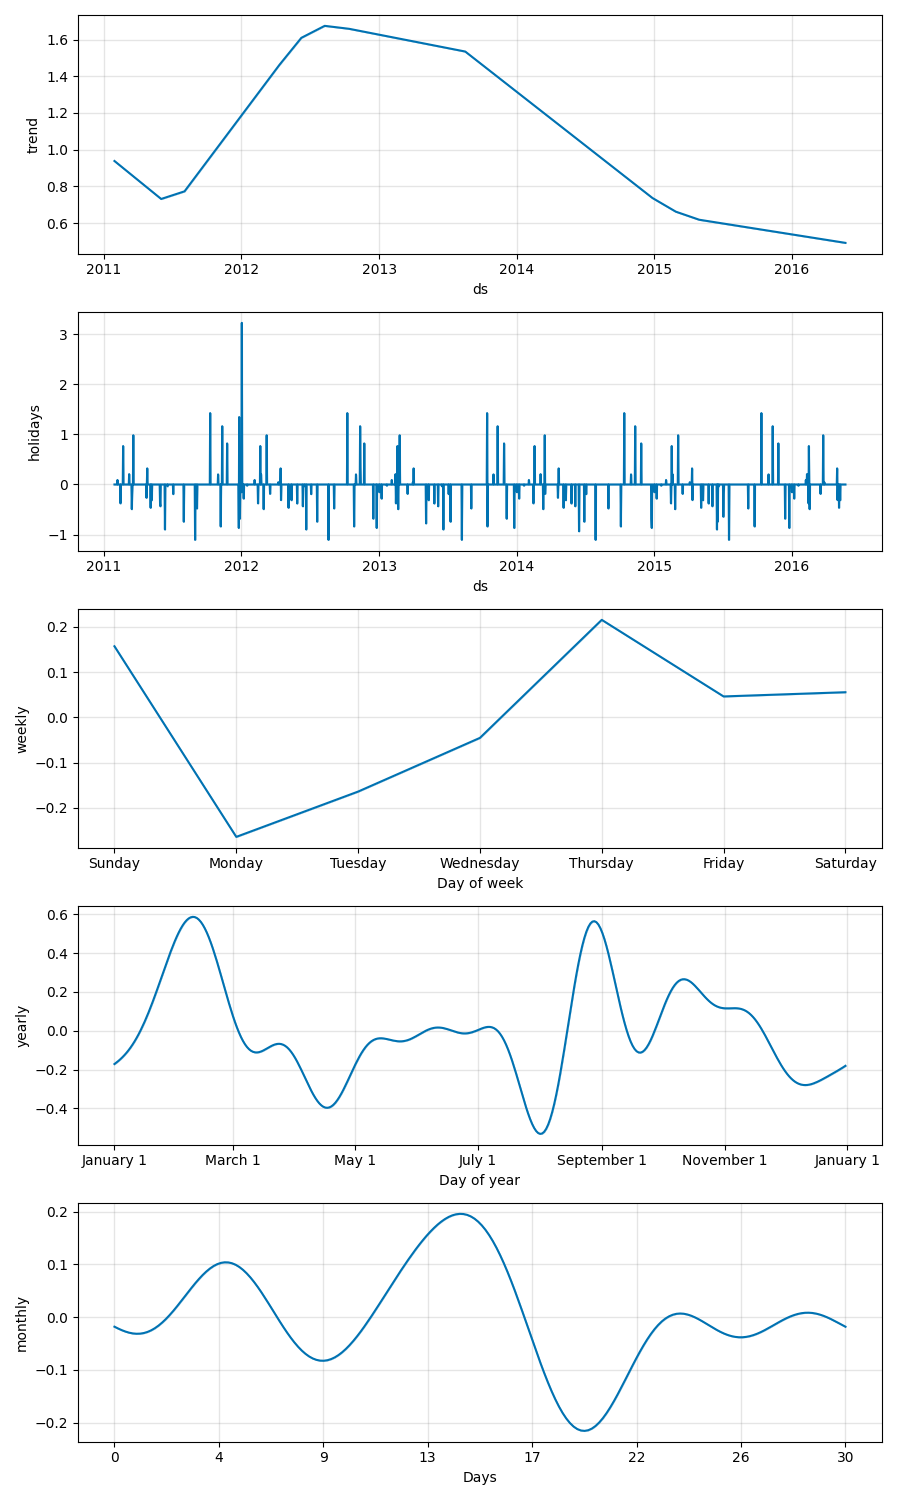 1.6
1.4
1.2
1.0
0.8
0.6
trend
2011 2012 2013 2014 2015 2016
ds
3
2
1
0
−1
holidays
2011 2012 2013 2014 2015 2016
ds
0.2
0.1
0.0
−0.1
−0.2
weekly
Sunday Monday Tuesday Wednesday Thursday Friday Saturday
Day of week
0.6
0.4
0.2
0.0
−0.2
−0.4
yearly
January 1 March 1 May 1 July 1 September 1 November 1 January 1
Day of year
0.2
0.1
0.0
−0.1
−0.2
monthly
0 4 9 13 17 22 26 30
Days